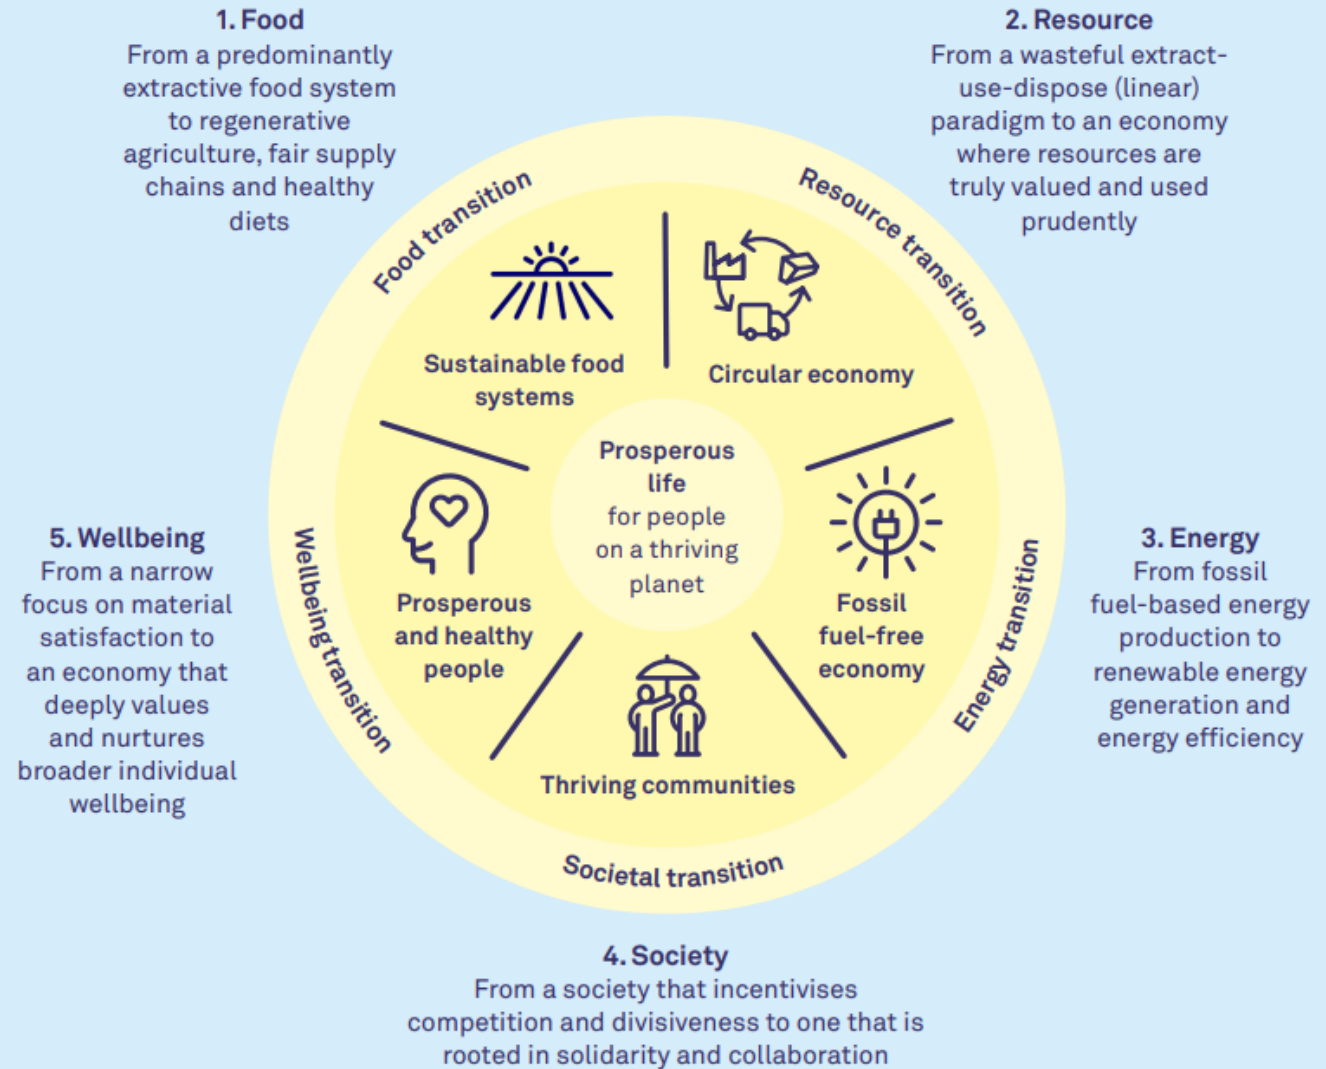 1. Food
From a predominantly
extractive food system
to regenerative
agriculture, fair supply
chains and healthy
diets
2. Resource
From a wasteful extract-
use-dispose (linear)
paradigm to an economy
where resources are
truly valued and used
prudently
Food transition
Resource transition
Sustainable food
systems
Circular economy
Prosperous
life
for people
on a thriving
planet
5. Wellbeing
From a narrow
focus on material
satisfaction to
an economy that
deeply values
and nurtures
broader individual
wellbeing
Wellbeing transition
Prosperous
and healthy
people
Fossil
fuel-free
economy
Energy transition
3. Energy
From fossil
fuel-based energy
production to
renewable energy
generation and
energy efficiency
Thriving communities
Societal transition
4. Society
From a society that incentivises
competition and divisiveness to one that is
rooted in solidarity and collaboration